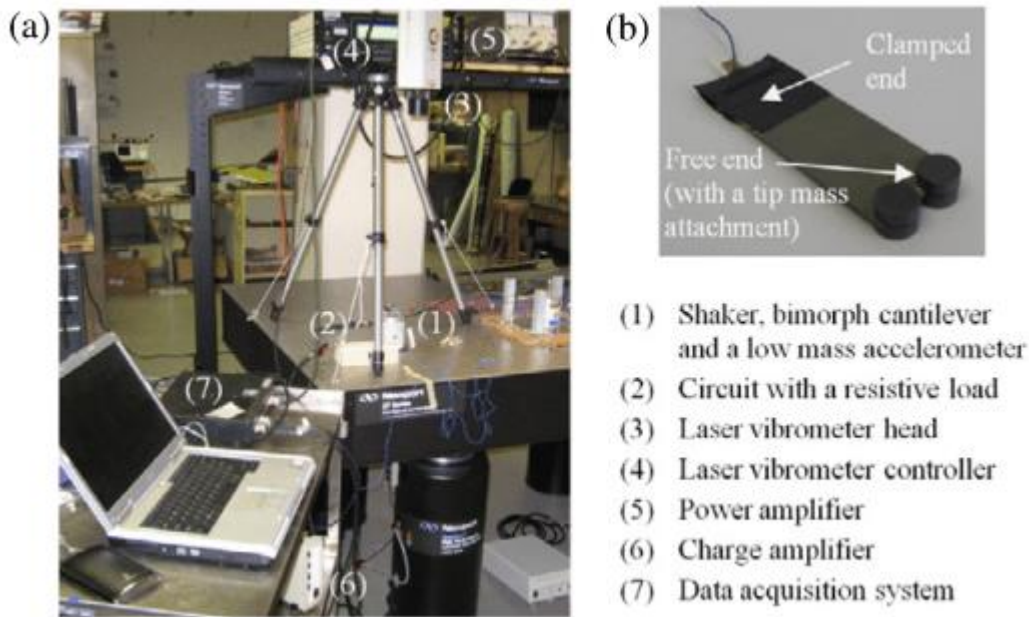 (a)
(4)
(5)
(3)
(2)
(1)
(7)
Newport
Newport
(6)
(b)
Clamped
end
Free end
(with a tip mass
attachment)
(1) Shaker, bimorph cantilever
and a low mass accelerometer
(2) Circuit with a resistive load
(3) Laser vibrometer head
(4) Laser vibrometer controller
(5) Power amplifier
(6) Charge amplifier
(7) Data acquisition system